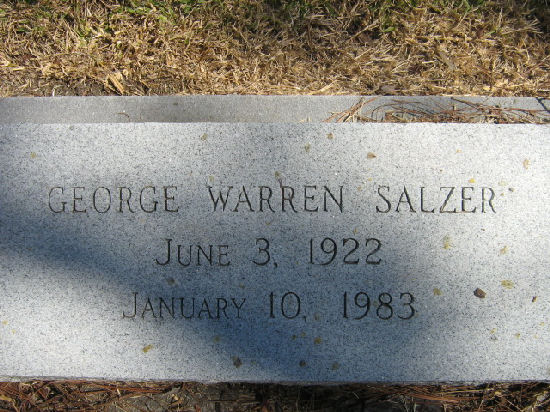 GEORGE WARREN SALZER
JUNE 3, 1922
JANUARY 10, 1983